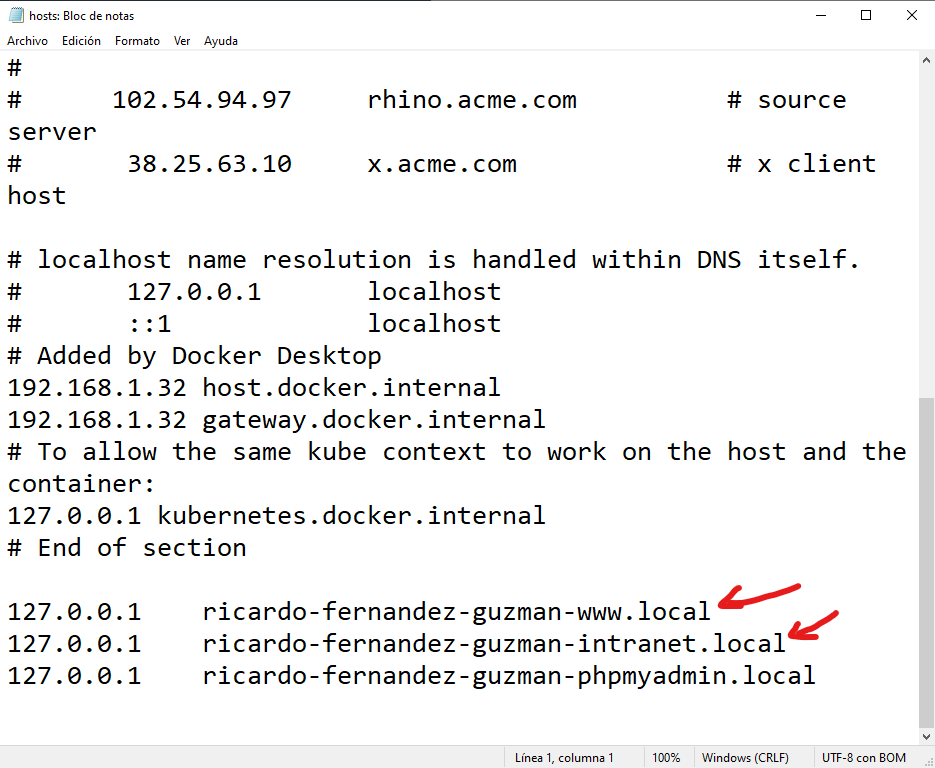 hosts: Bloc de notas
Archivo Edición Formato Ver Ayuda
#
# 102.54.94.97 rhino.acme.com # source
server
# 38.25.63.10 x.acme.com # x client
host
# localhost name resolution is handled within DNS itself.
# 127.0.0.1 localhost
# ::1 localhost
# Added by Docker Desktop
192.168.1.32 host.docker.internal
192.168.1.32 gateway.docker.internal
# To allow the same kube context to work on the host and the
container:
127.0.0.1 kubernetes.docker.internal
# End of section
127.0.0.1 ricardo-fernandez-guzman-www.local
127.0.0.1 ricardo-fernandez-guzman-intranet.local
127.0.0.1 ricardo-fernandez-guzman-phpmyadmin.local
Línea 1, columna 1 100% Windows (CRLF) UTF-8 con BOM